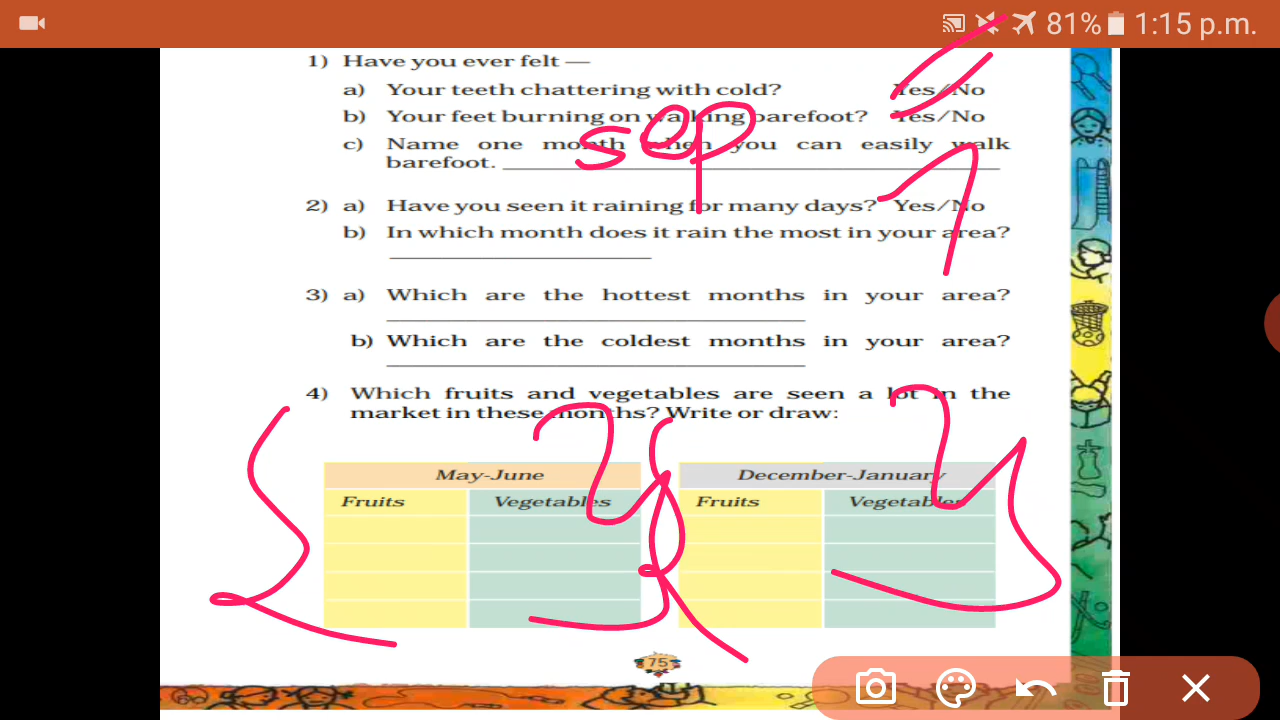 81% 1:15 p.m.
1) Have you ever felt —
a) Your teeth chattering with cold? Yes/No
b) Your feet burning on walking barefoot? Yes/No
sep
c) Name one month when you can easily walk
barefoot.
2) a) Have you seen it raining for many days? Yes/No
b) In which month does it rain the most in your area?
3) a) Which are the hottest months in your area?
b) Which are the coldest months in your area?
4) Which fruits and vegetables are seen a lot in the
market in these months? Write or draw:
May-June December-January
Fruits Vegetables Fruits Vegetables
75